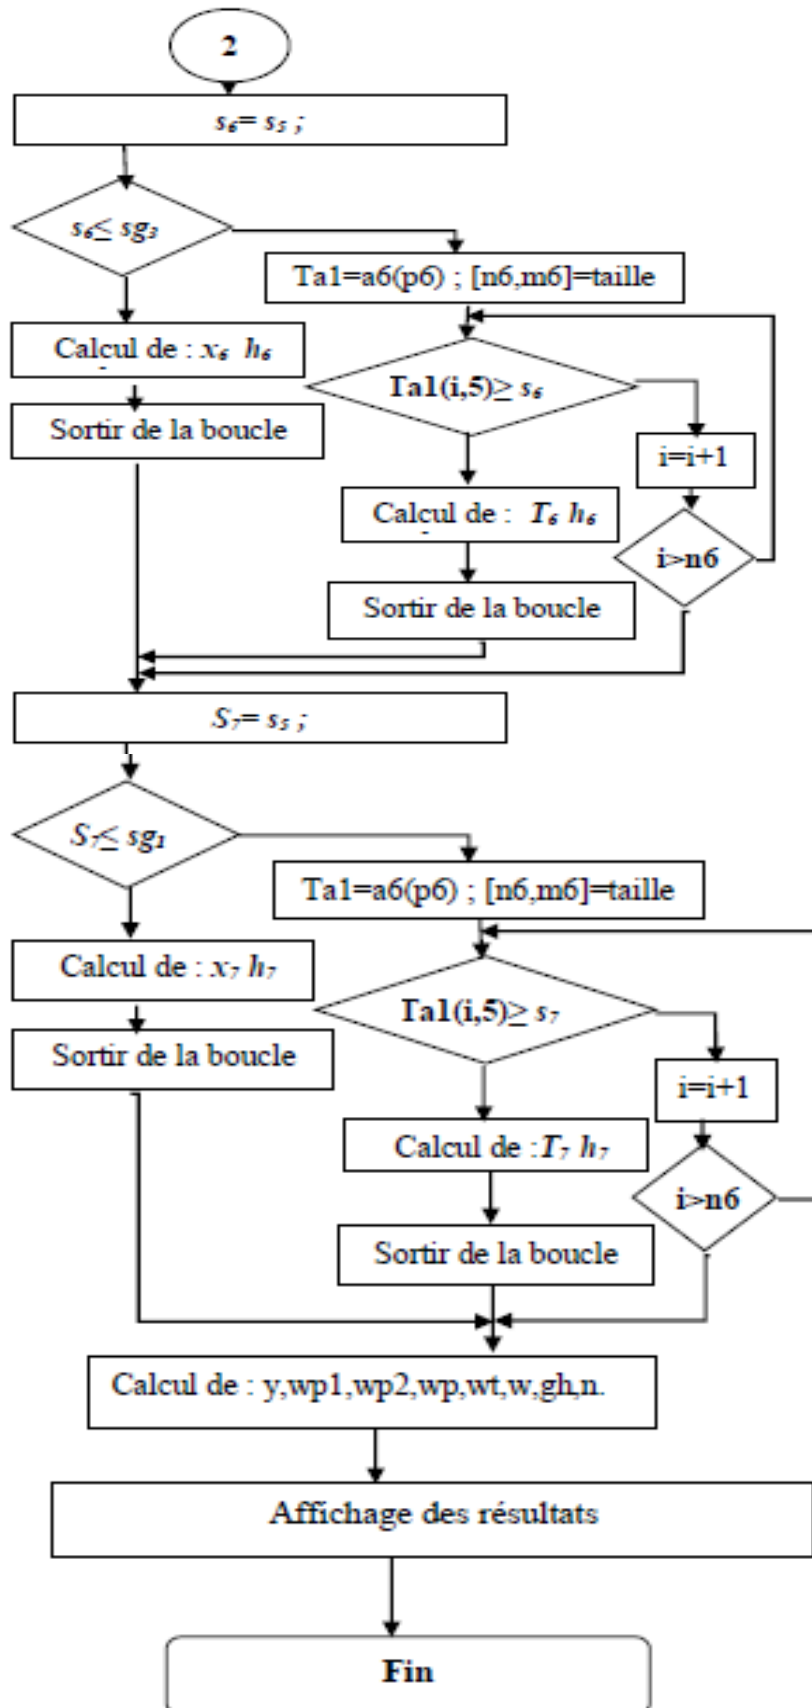 2
s₆= s₅ ;
s₆≤ sg₃
Ta1=a6(p6) ; [n6,m6]=taille
Calcul de : x₆ h₆
Ta1(i,5)≥ s₆
Sortir de la boucle
i=i+1
Calcul de : T₆ h₆
i>n6
Sortir de la boucle
S₇= s₅ ;
S₇≤ sg₁
Ta1=a6(p6) ; [n6,m6]=taille
Calcul de : x₇ h₇
Ta1(i,5)≥ s₇
Sortir de la boucle
i=i+1
Calcul de :T₇ h₇
i>n6
Sortir de la boucle
Calcul de : y,wp1,wp2,wp,wt,w,gh,n.
Affichage des résultats
Fin